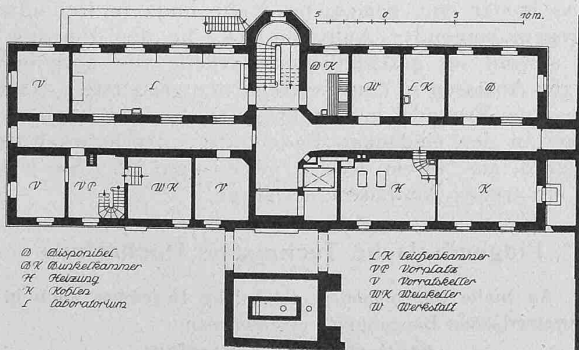 5 0 5 10 m.
V L DK W LK D
V VP WK V H K
D Disponibel
DK Dunkelkammer
H Heizung
K Kohlen
L Laboratorium
LK Leichenkammer
VP Vorplatz
V Vorratskeller
WK Weinkeller
W Werkstatt